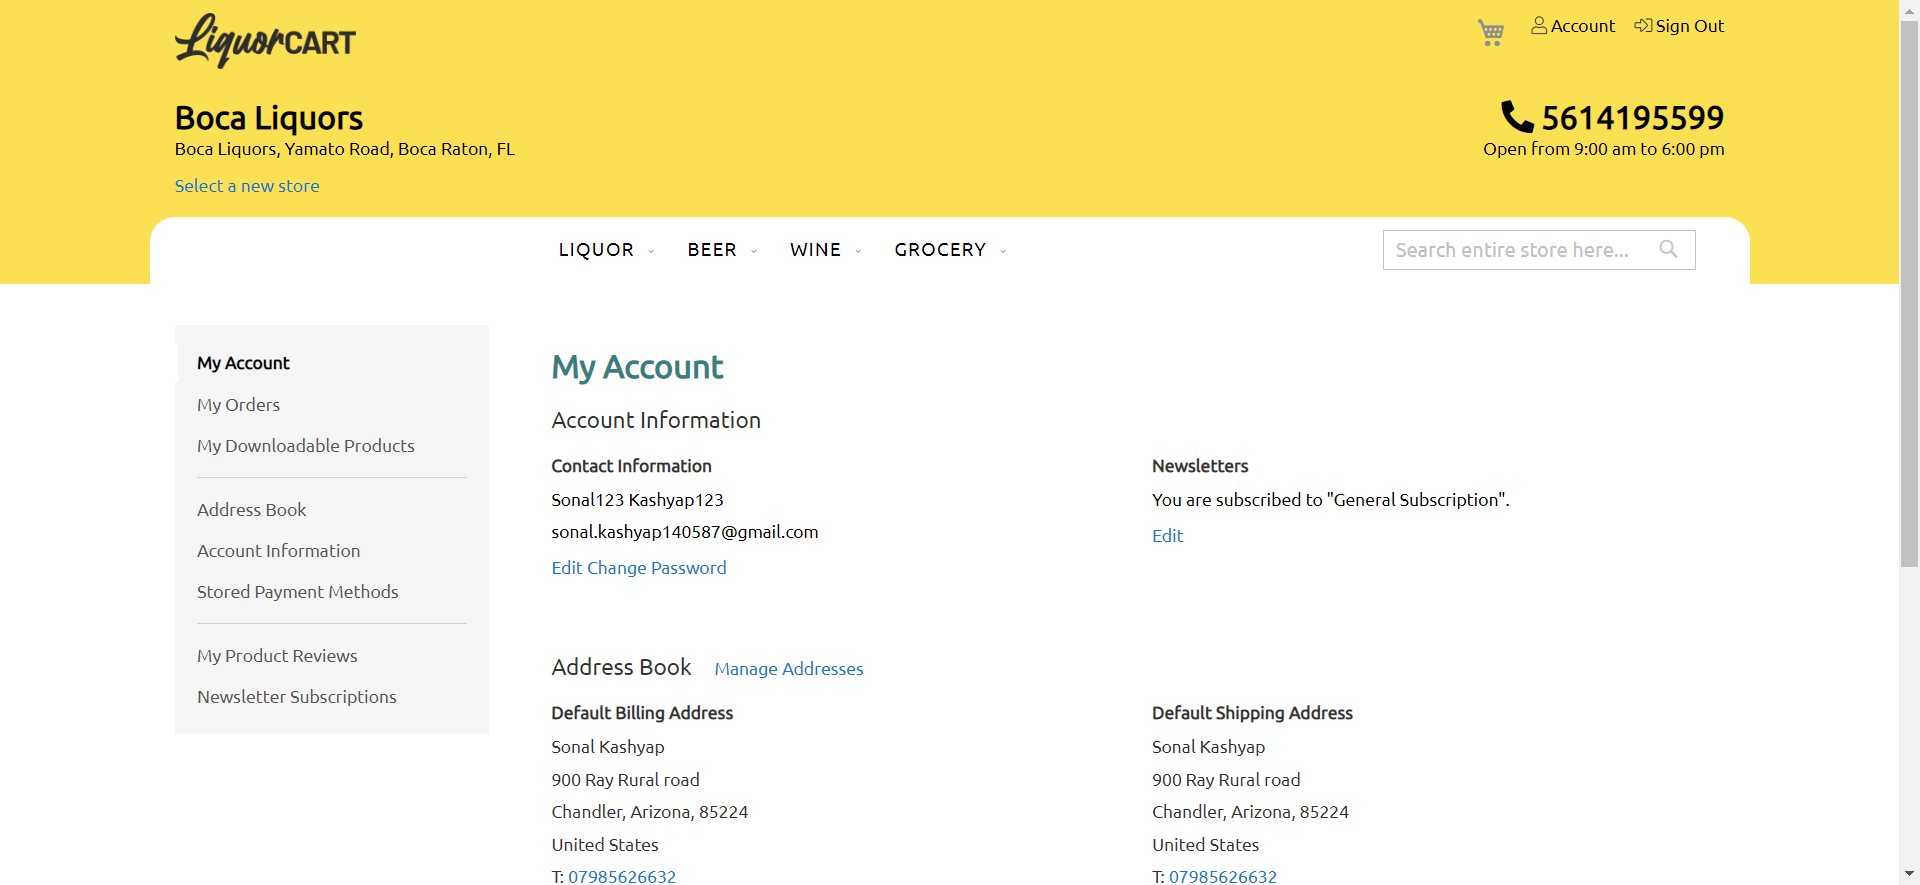 LiquorCART
Account
Sign Out
Boca Liquors
5614195599
Boca Liquors, Yamato Road, Boca Raton, FL
Open from 9:00 am to 6:00 pm
Select a new store
LIQUOR
BEER
WINE
GROCERY
Search entire store here...
My Account
My Orders
My Downloadable Products
Address Book
Account Information
Stored Payment Methods
My Product Reviews
Newsletter Subscriptions
My Account
Account Information
Contact Information
Sonal123 Kashyap123
sonal.kashyap140587@gmail.com
Edit Change Password
Newsletters
You are subscribed to "General Subscription".
Edit
Address Book
Manage Addresses
Default Billing Address
Sonal Kashyap
900 Ray Rural road
Chandler, Arizona, 85224
United States
T: 07985626632
Default Shipping Address
Sonal Kashyap
900 Ray Rural road
Chandler, Arizona, 85224
United States
T: 07985626632